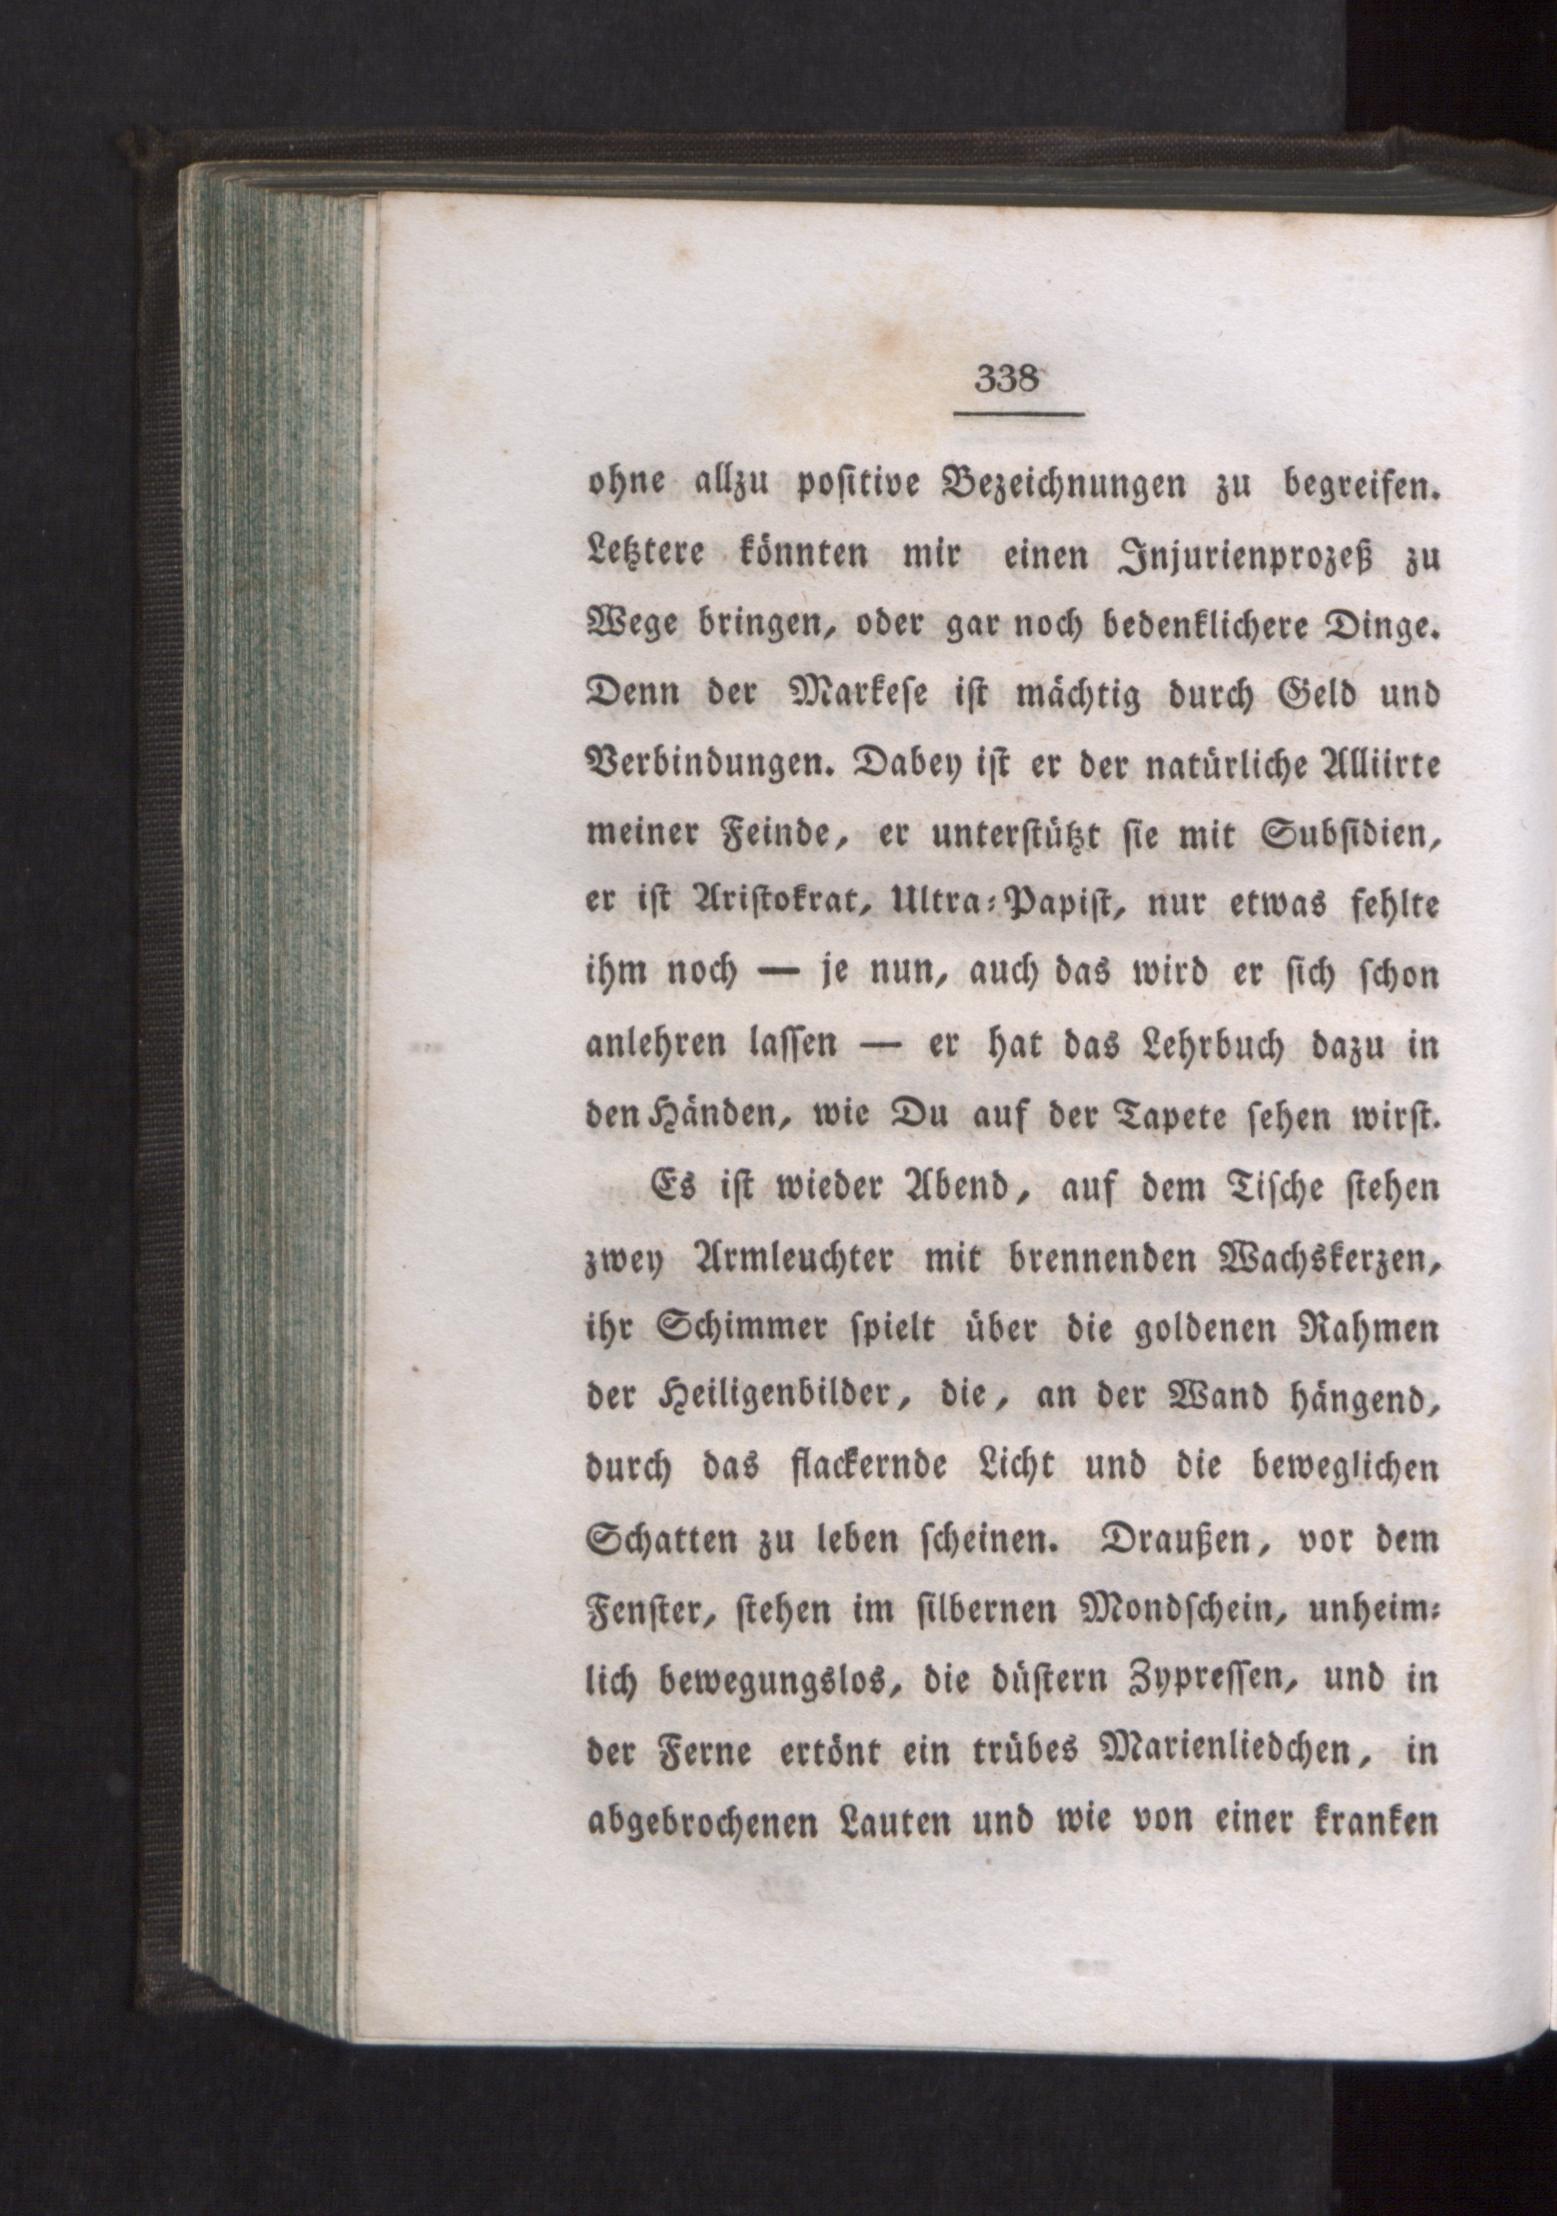 338
ohne allzu poſitive Bezeichnungen zu begreifen.
Letztere könnten mir einen Injurienprozeß zu
Wege bringen, oder gar noch bedenklichere Dinge.
Denn der Markeſe iſt mächtig durch Geld und
Verbindungen. Dabey iſt er der natürliche Alliirte
meiner Feinde, er unterſtützt ſie mit Subſidien,
er iſt Ariſtokrat, Ultra-Papiſt, nur etwas fehlte
ihm noch — je nun, auch das wird er ſich ſchon
anlehren laſſen — er hat das Lehrbuch dazu in
den Händen, wie Du auf der Tapete ſehen wirſt.
Es iſt wieder Abend, auf dem Tiſche ſtehen
zwey Armleuchter mit brennenden Wachskerzen,
ihr Schimmer ſpielt über die goldenen Rahmen
der Heiligenbilder, die, an der Wand hängend,
durch das flackernde Licht und die beweglichen
Schatten zu leben ſcheinen. Draußen, vor dem
Fenſter, ſtehen im ſilbernen Mondſchein, unheim-
lich bewegungslos, die düſtern Zypreſſen, und in
der Ferne ertönt ein trübes Marienliedchen, in
abgebrochenen Lauten und wie von einer kranken